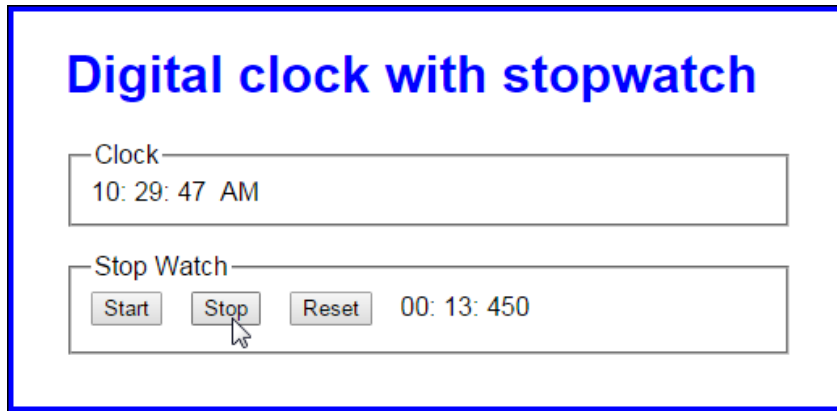 Digital clock with stopwatch
Clock
10: 29: 47 AM
Stop Watch
Start Stop Reset 00: 13: 450